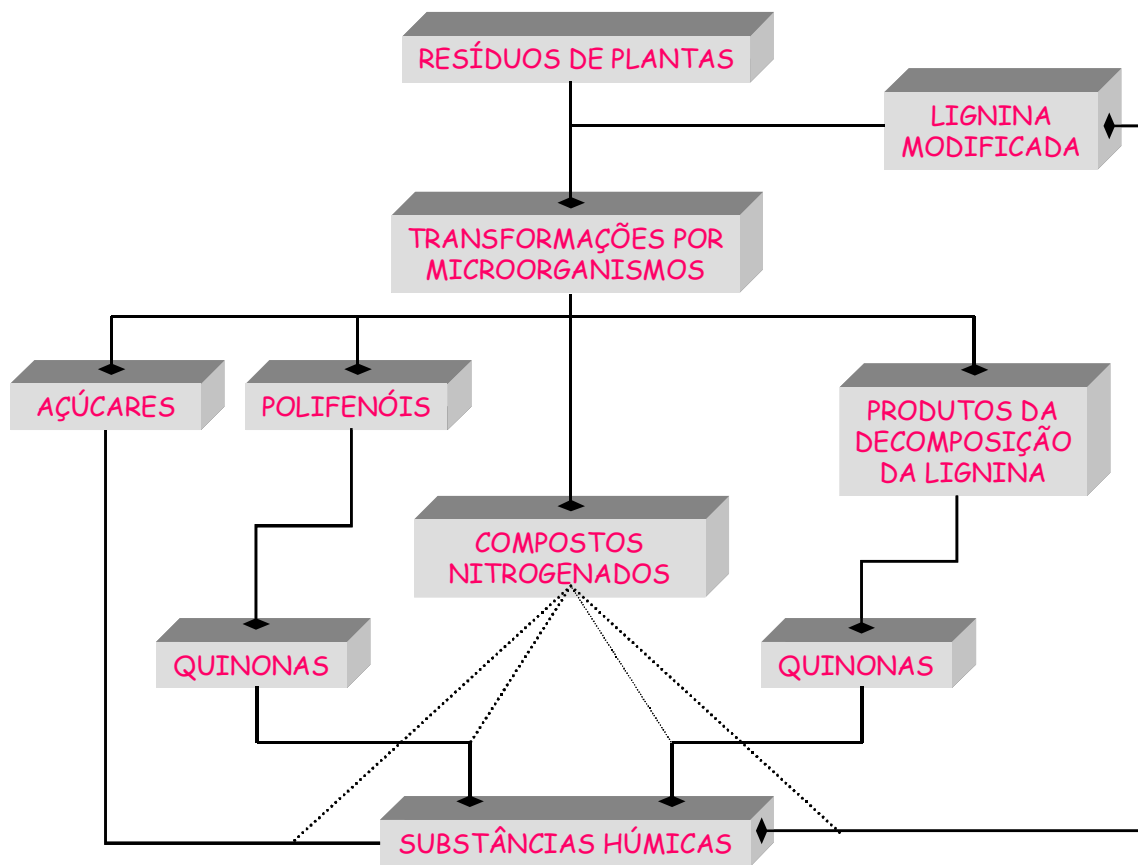 RESÍDUOS DE PLANTAS
LIGNINA
MODIFICADA
TRANSFORMAÇÕES POR
MICROORGANISMOS
AÇÚCARES
POLIFENÓIS
PRODUTOS DA
DECOMPOSIÇÃO
DA LIGNINA
COMPOSTOS
NITROGENADOS
QUINONAS
QUINONAS
SUBSTÂNCIAS HÚMICAS